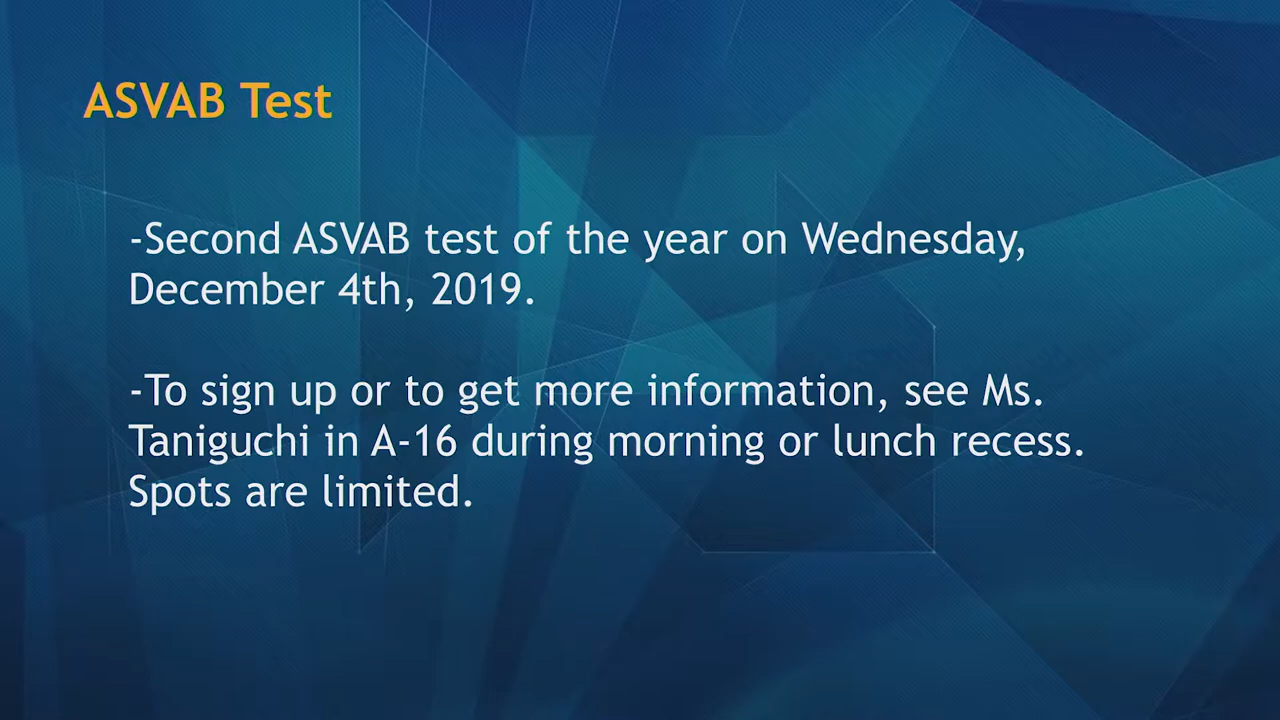 ASVAB Test
-Second ASVAB test of the year on Wednesday,
December 4th, 2019.
-To sign up or to get more information, see Ms.
Taniguchi in A-16 during morning or lunch recess.
Spots are limited.